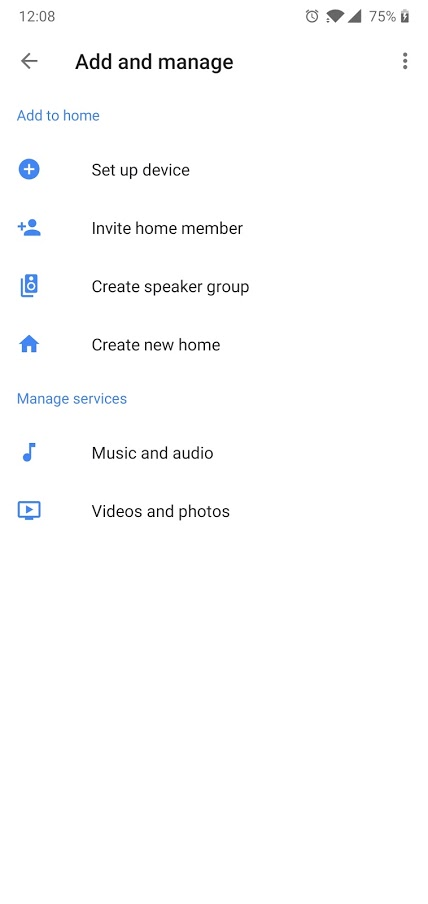 12:08
75%
Add and manage
Add to home
Set up device
Invite home member
Create speaker group
Create new home
Manage services
Music and audio
Videos and photos